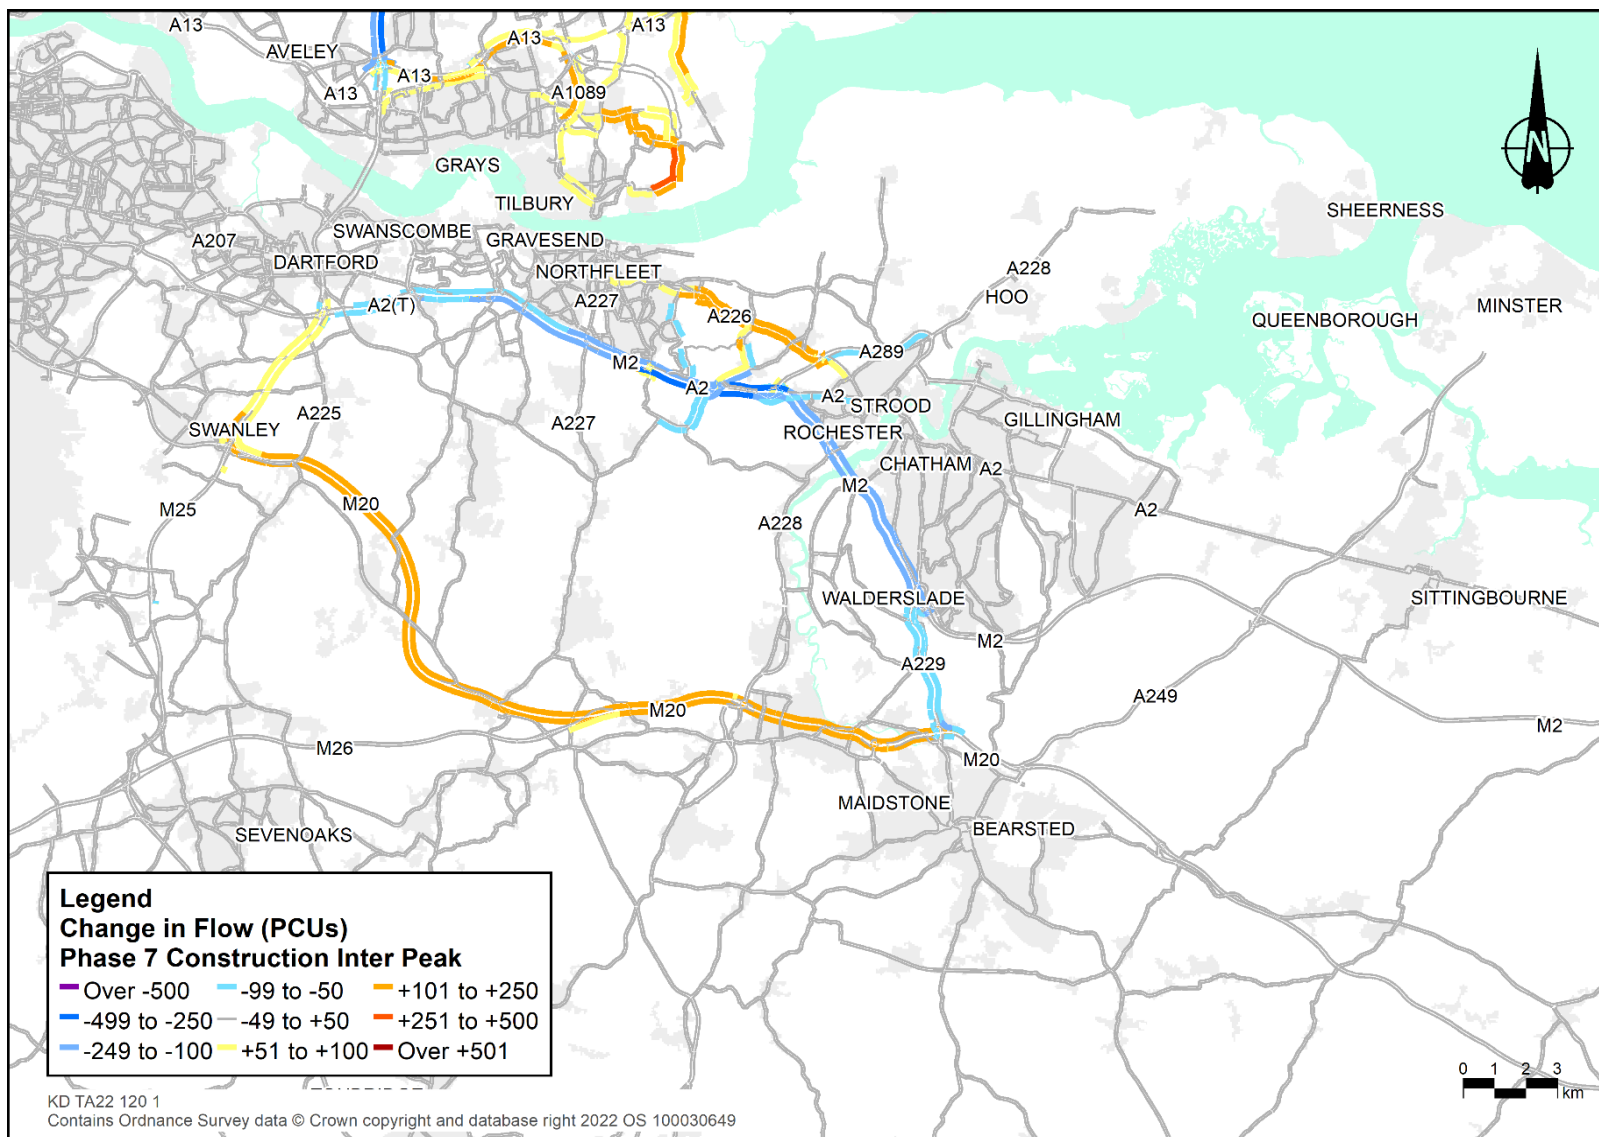 A13
A13
A13
AVELEY
A13
A13
A1089
N
GRAYS
TILBURY
SHEERNESS
SWANSCOMBE
A207
GRAVESEND
DARTFORD
NORTHFLEET
A228
HOO
A2(T)
A227
A226
MINSTER
QUEENBOROUGH
M2
A289
A2
A2
STROOD
A225
SWANLEY
A227
ROCHESTER
GILLINGHAM
CHATHAM
A2
M20
M2
M25
A228
A2
WALDERSLADE
SITTINGBOURNE
M2
A229
A249
M20
M2
M26
M20
MAIDSTONE
SEVENOAKS
BEARSTED
Legend
Change in Flow (PCUs)
Phase 7 Construction Inter Peak
Over -500 -99 to -50 +101 to +250
-499 to -250 -49 to +50 +251 to +500
-249 to -100 +51 to +100 Over +501
0 1 2 3
km
KD TA22 120 1
Contains Ordnance Survey data © Crown copyright and database right 2022 OS 100030649